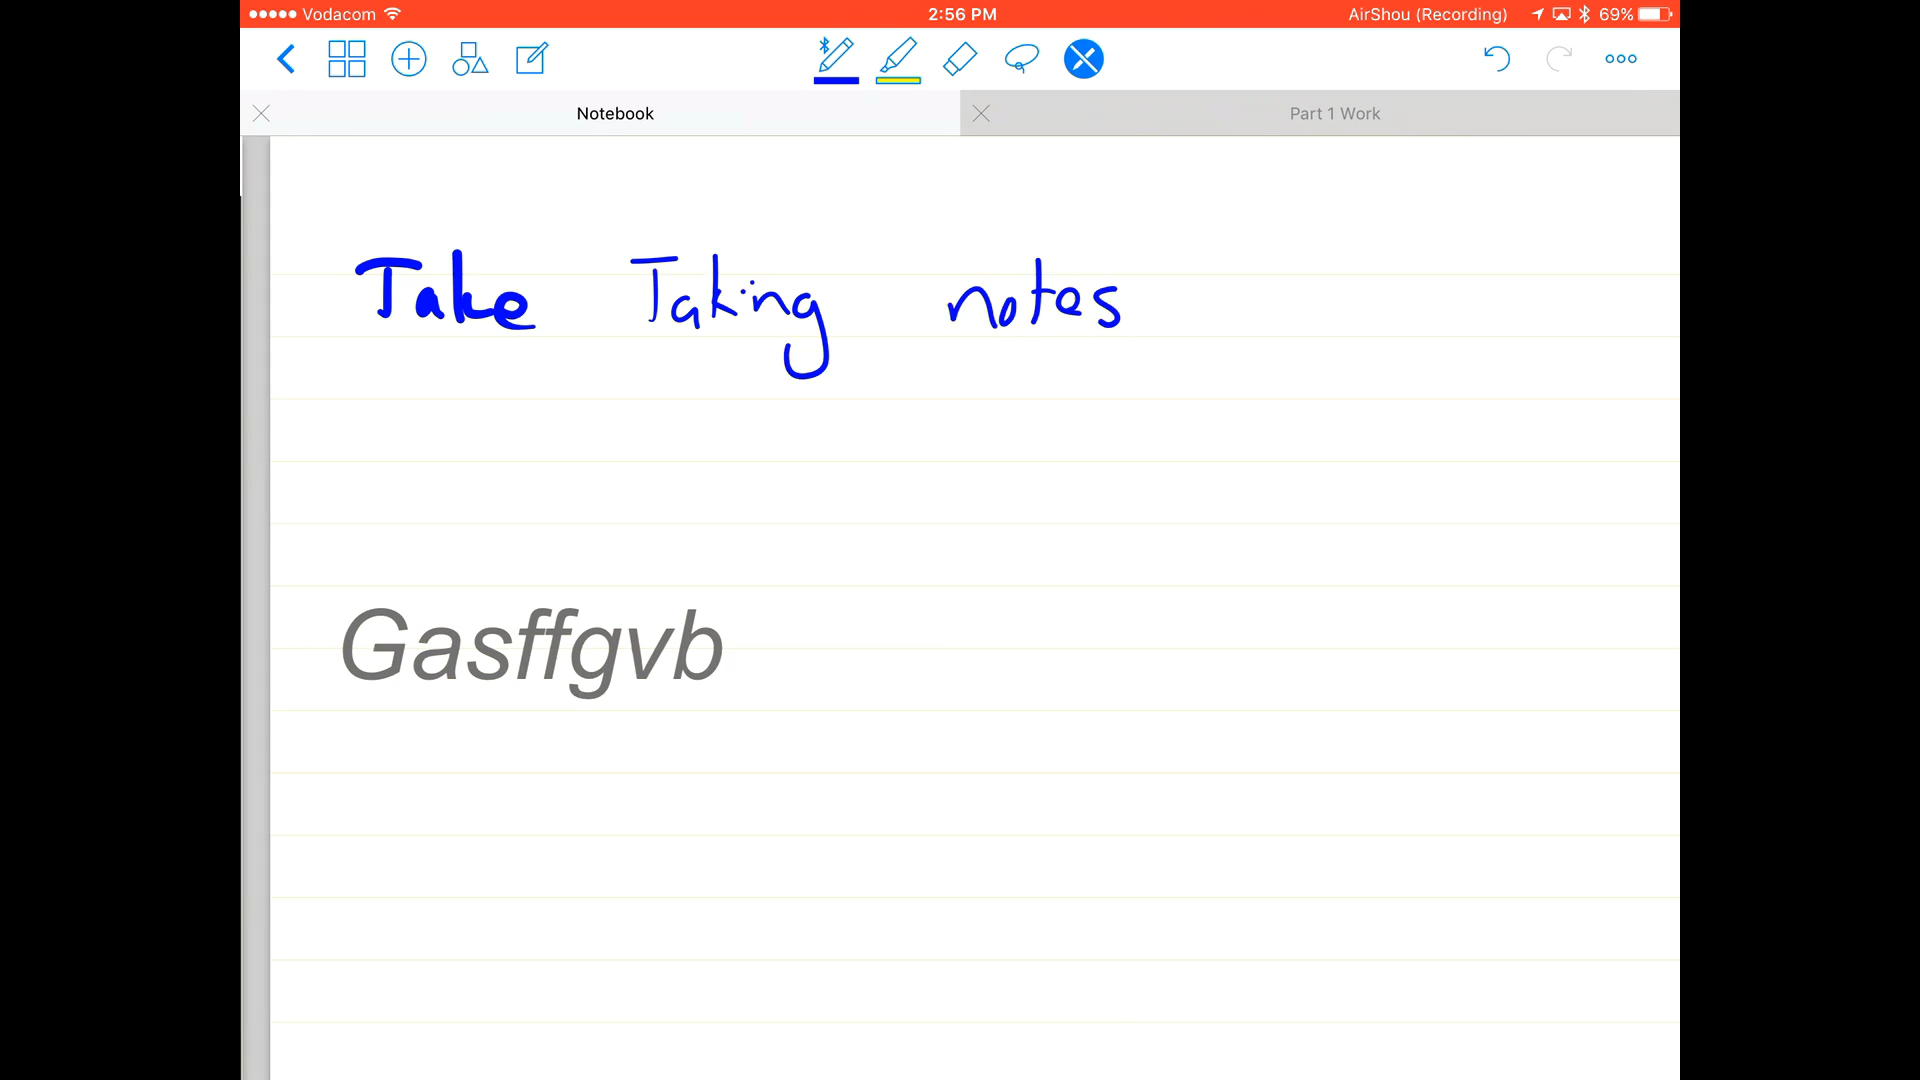 Vodacom 2:56 PM AirShou (Recording) 69%
Notebook Part 1 Work
Take Taking notes
Gasffgvb